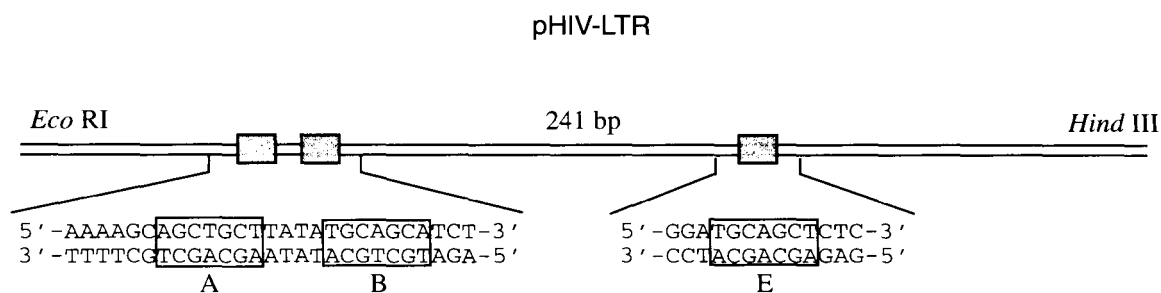 pHIV-LTR
Eco RI 241 bp Hind III
5'-AAAAGCAGCTGCTTATATGCAGCATCT-3' 5'-GGATGCAGCTCTC-3'
3'-TTTTCGTCGACGAATATACGTCGTAGA-5' 3'-CCTACGACGAGAG-5'
A B E